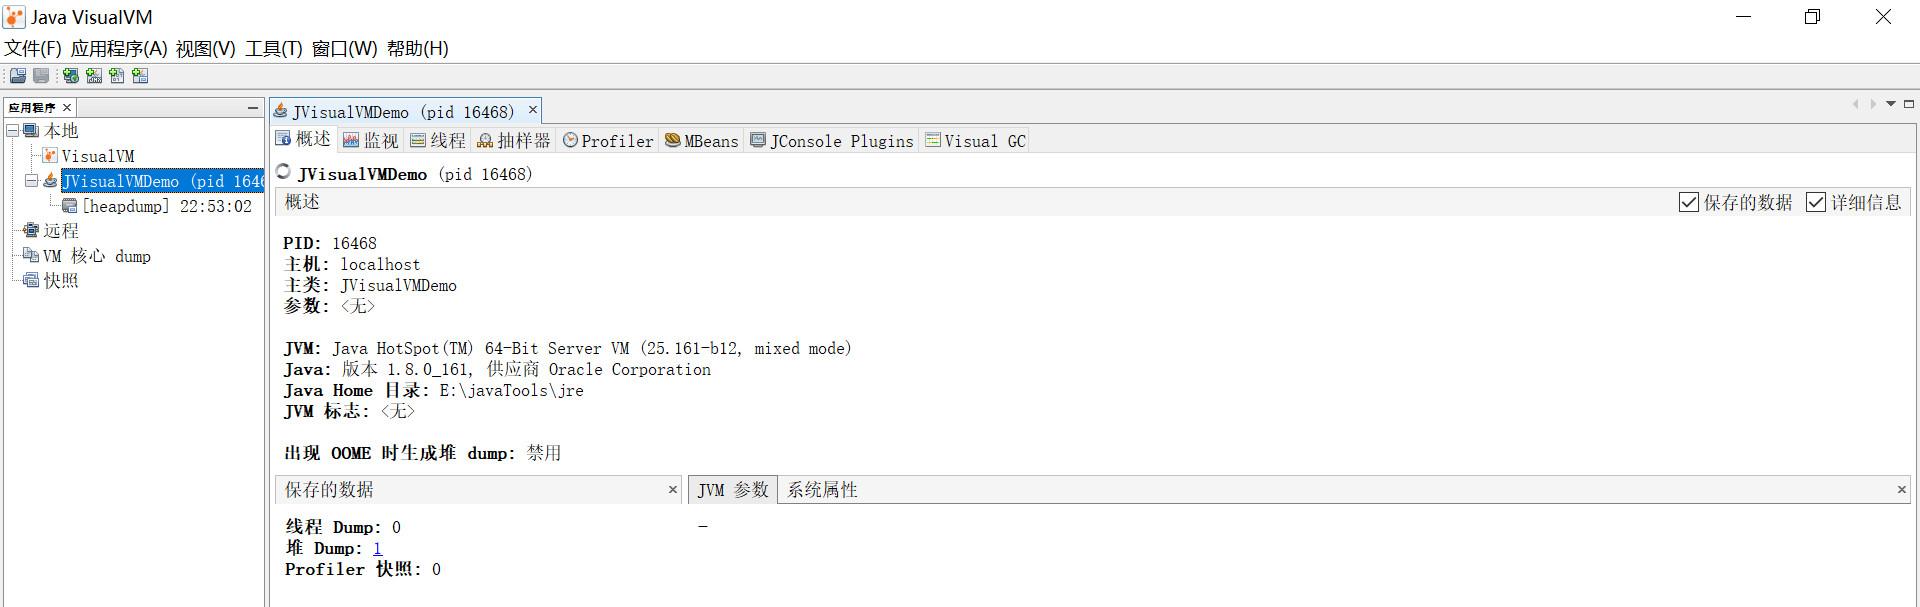 Java VisualVM
文件(F) 应用程序(A) 视图(V) 工具(T) 窗口(W) 帮助(H)
应用程序
本地
VisualVM
JVisualVMDemo (pid 1646
[heapdump] 22:53:02
远程
VM 核心 dump
快照
JVisualVMDemo (pid 16468)
概述 监视 线程 抽样器 Profiler MBeans JConsole Plugins Visual GC
JVisualVMDemo (pid 16468)
概述 保存的数据 详细信息
PID: 16468
主机: localhost
主类: JVisualVMDemo
参数: <无>
JVM: Java HotSpot(TM) 64-Bit Server VM (25.161-b12, mixed mode)
Java: 版本 1.8.0_161, 供应商 Oracle Corporation
Java Home 目录: E:\javaTools\jre
JVM 标志: <无>
出现 OOME 时生成堆 dump: 禁用
保存的数据
线程 Dump: 0
堆 Dump: 1
Profiler 快照: 0
JVM 参数 系统属性
–